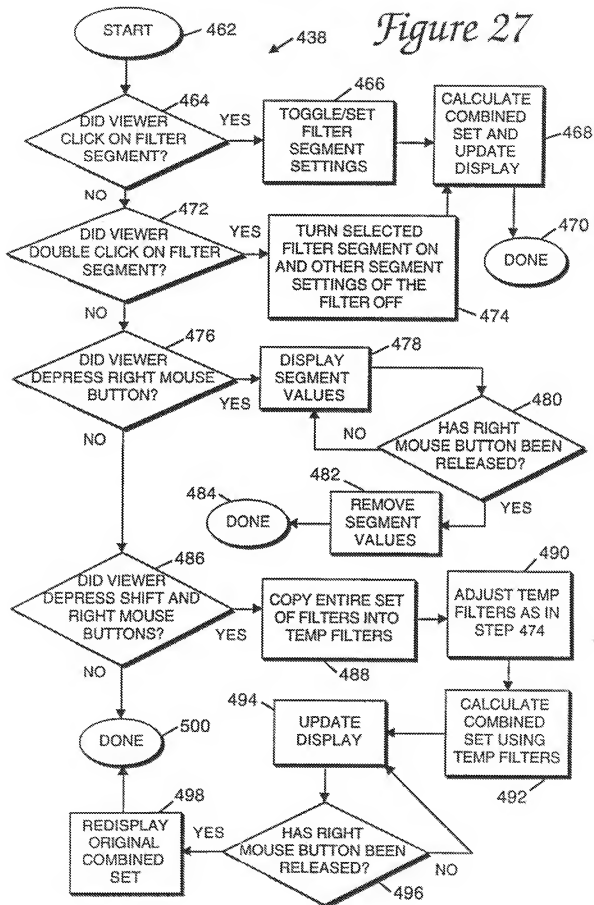 Figure 27
START
462
438
464
DID VIEWER
CLICK ON FILTER
SEGMENT?
YES
NO
466
TOGGLE/SET
FILTER
SEGMENT
SETTINGS
CALCULATE
COMBINED
SET AND
UPDATE
DISPLAY
468
470
DONE
472
DID VIEWER
DOUBLE CLICK ON FILTER
SEGMENT?
YES
NO
TURN SELECTED
FILTER SEGMENT ON
AND OTHER SEGMENT
SETTINGS OF THE
FILTER OFF
474
476
DID VIEWER
DEPRESS RIGHT MOUSE
BUTTON?
YES
NO
478
DISPLAY
SEGMENT
VALUES
480
HAS RIGHT
MOUSE BUTTON BEEN
RELEASED?
NO
YES
482
REMOVE
SEGMENT
VALUES
484
DONE
486
DID VIEWER
DEPRESS SHIFT AND
RIGHT MOUSE
BUTTONS?
YES
NO
COPY ENTIRE SET
OF FILTERS INTO
TEMP FILTERS
488
490
ADJUST TEMP
FILTERS AS IN
STEP 474
CALCULATE
COMBINED
SET USING
TEMP FILTERS
492
494
UPDATE
DISPLAY
HAS RIGHT
MOUSE BUTTON BEEN
RELEASED?
496
YES
NO
498
REDISPLAY
ORIGINAL
COMBINED
SET
500
DONE